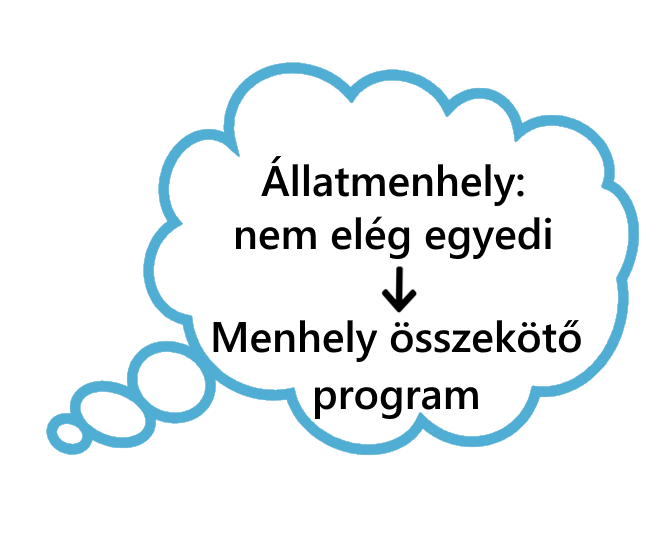 Állatmenhely:
nem elég egyedi
↓
Menhely összekötő
program